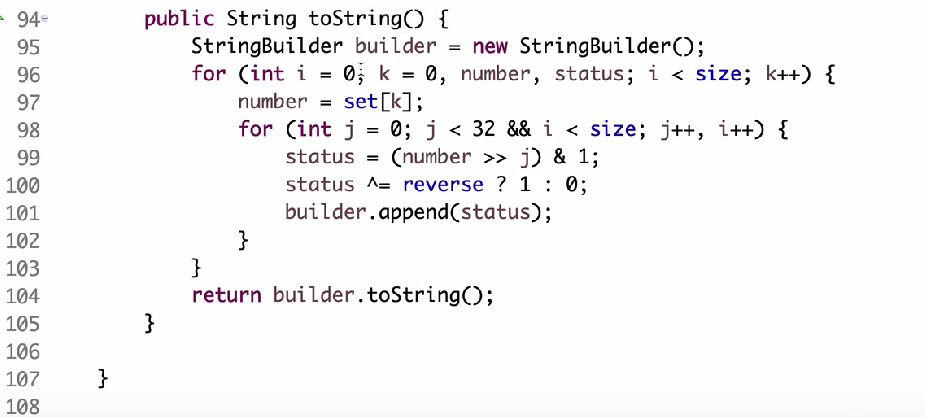 94 public String toString() {
95 StringBuilder builder = new StringBuilder();
96 for (int i = 0, k = 0, number, status; i < size; k++) {
97 number = set[k];
98 for (int j = 0; j < 32 && i < size; j++, i++) {
99 status = (number >> j) & 1;
100 status ^= reverse ? 1 : 0;
101 builder.append(status);
102 }
103 }
104 return builder.toString();
105 }
106
107 }
108